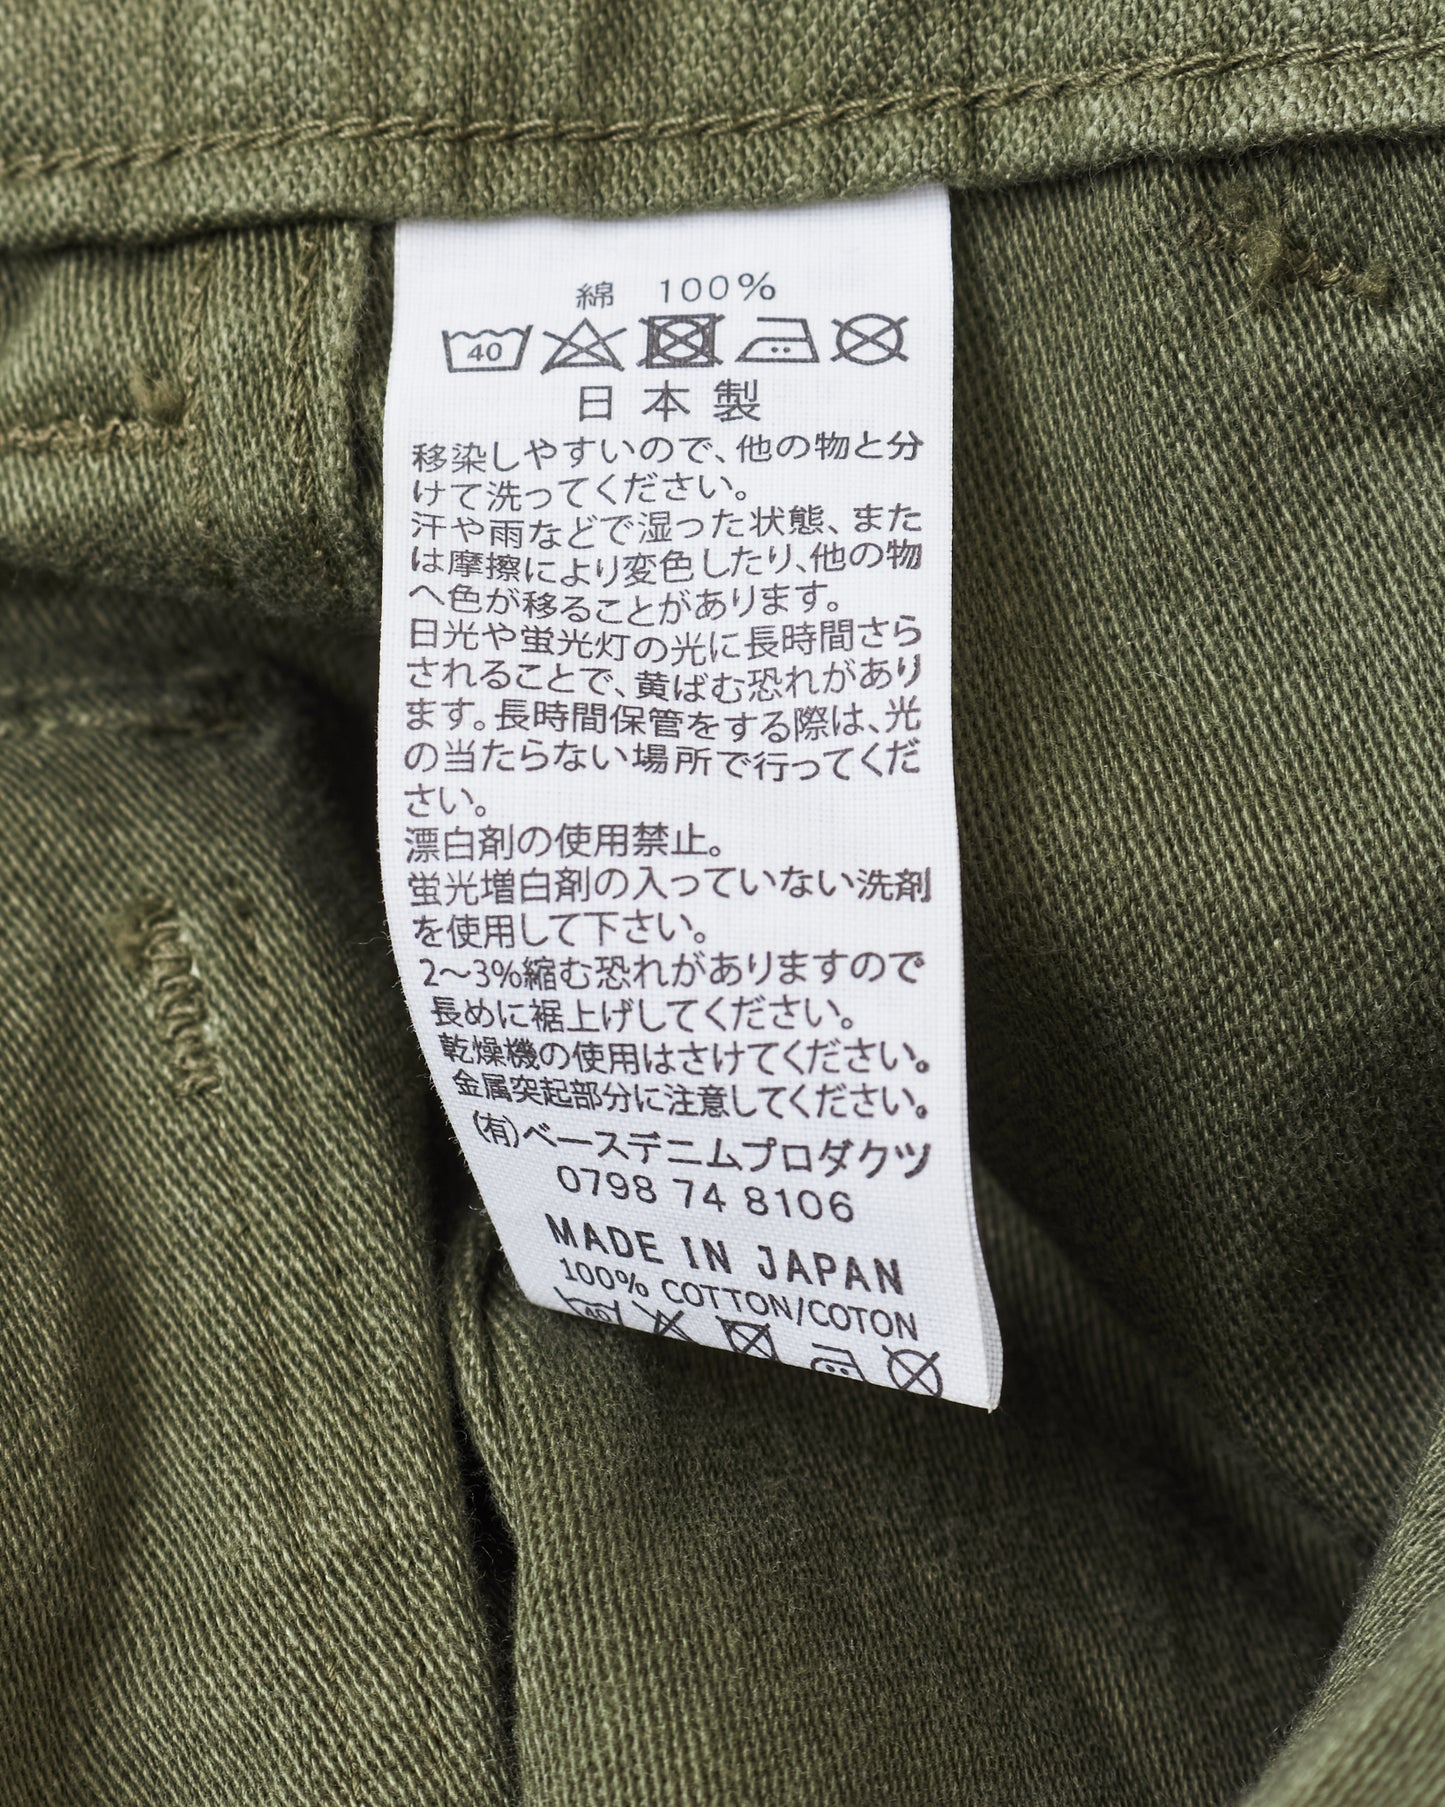 綿 100%
40
日本製
移染しやすいので、他の物と分
けて洗ってください。
汗や雨などで湿った状態、また
は摩擦により変色したり、他の物
へ色が移ることがあります。
日光や蛍光灯の光に長時間さら
されることで、黄ばむ恐れがあり
ます。長時間保管をする際は、光
の当たらない場所で行ってくだ
さい。
漂白剤の使用禁止。
蛍光増白剤の入っていない洗剤
を使用して下さい。
2〜3%縮む恐れがありますので
長めに裾上げしてください。
乾燥機の使用はさけてください。
金属突起部分に注意してください。
(有)ベースデニムプロダクツ
0798 74 8106
MADE IN JAPAN
100% COTTON/COTON
40